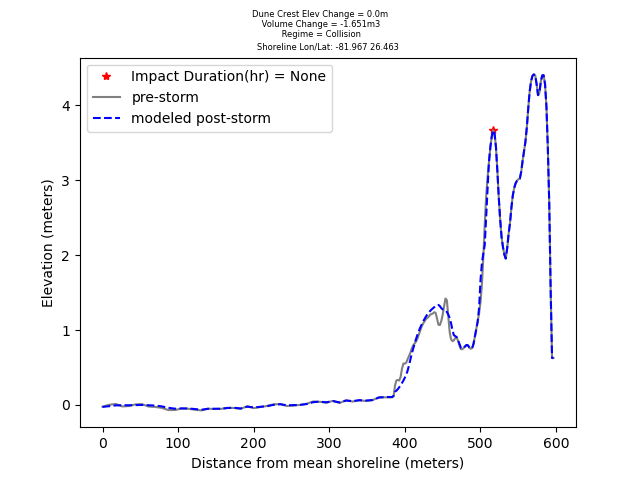 Dune Crest Elev Change = 0.0m
Volume Change = -1.651m3
Regime = Collision
Shoreline Lon/Lat: -81.967 26.463
Impact Duration(hr) = None
pre-storm
modeled post-storm
4
3
2
1
0
Elevation (meters)
0 100 200 300 400 500 600
Distance from mean shoreline (meters)